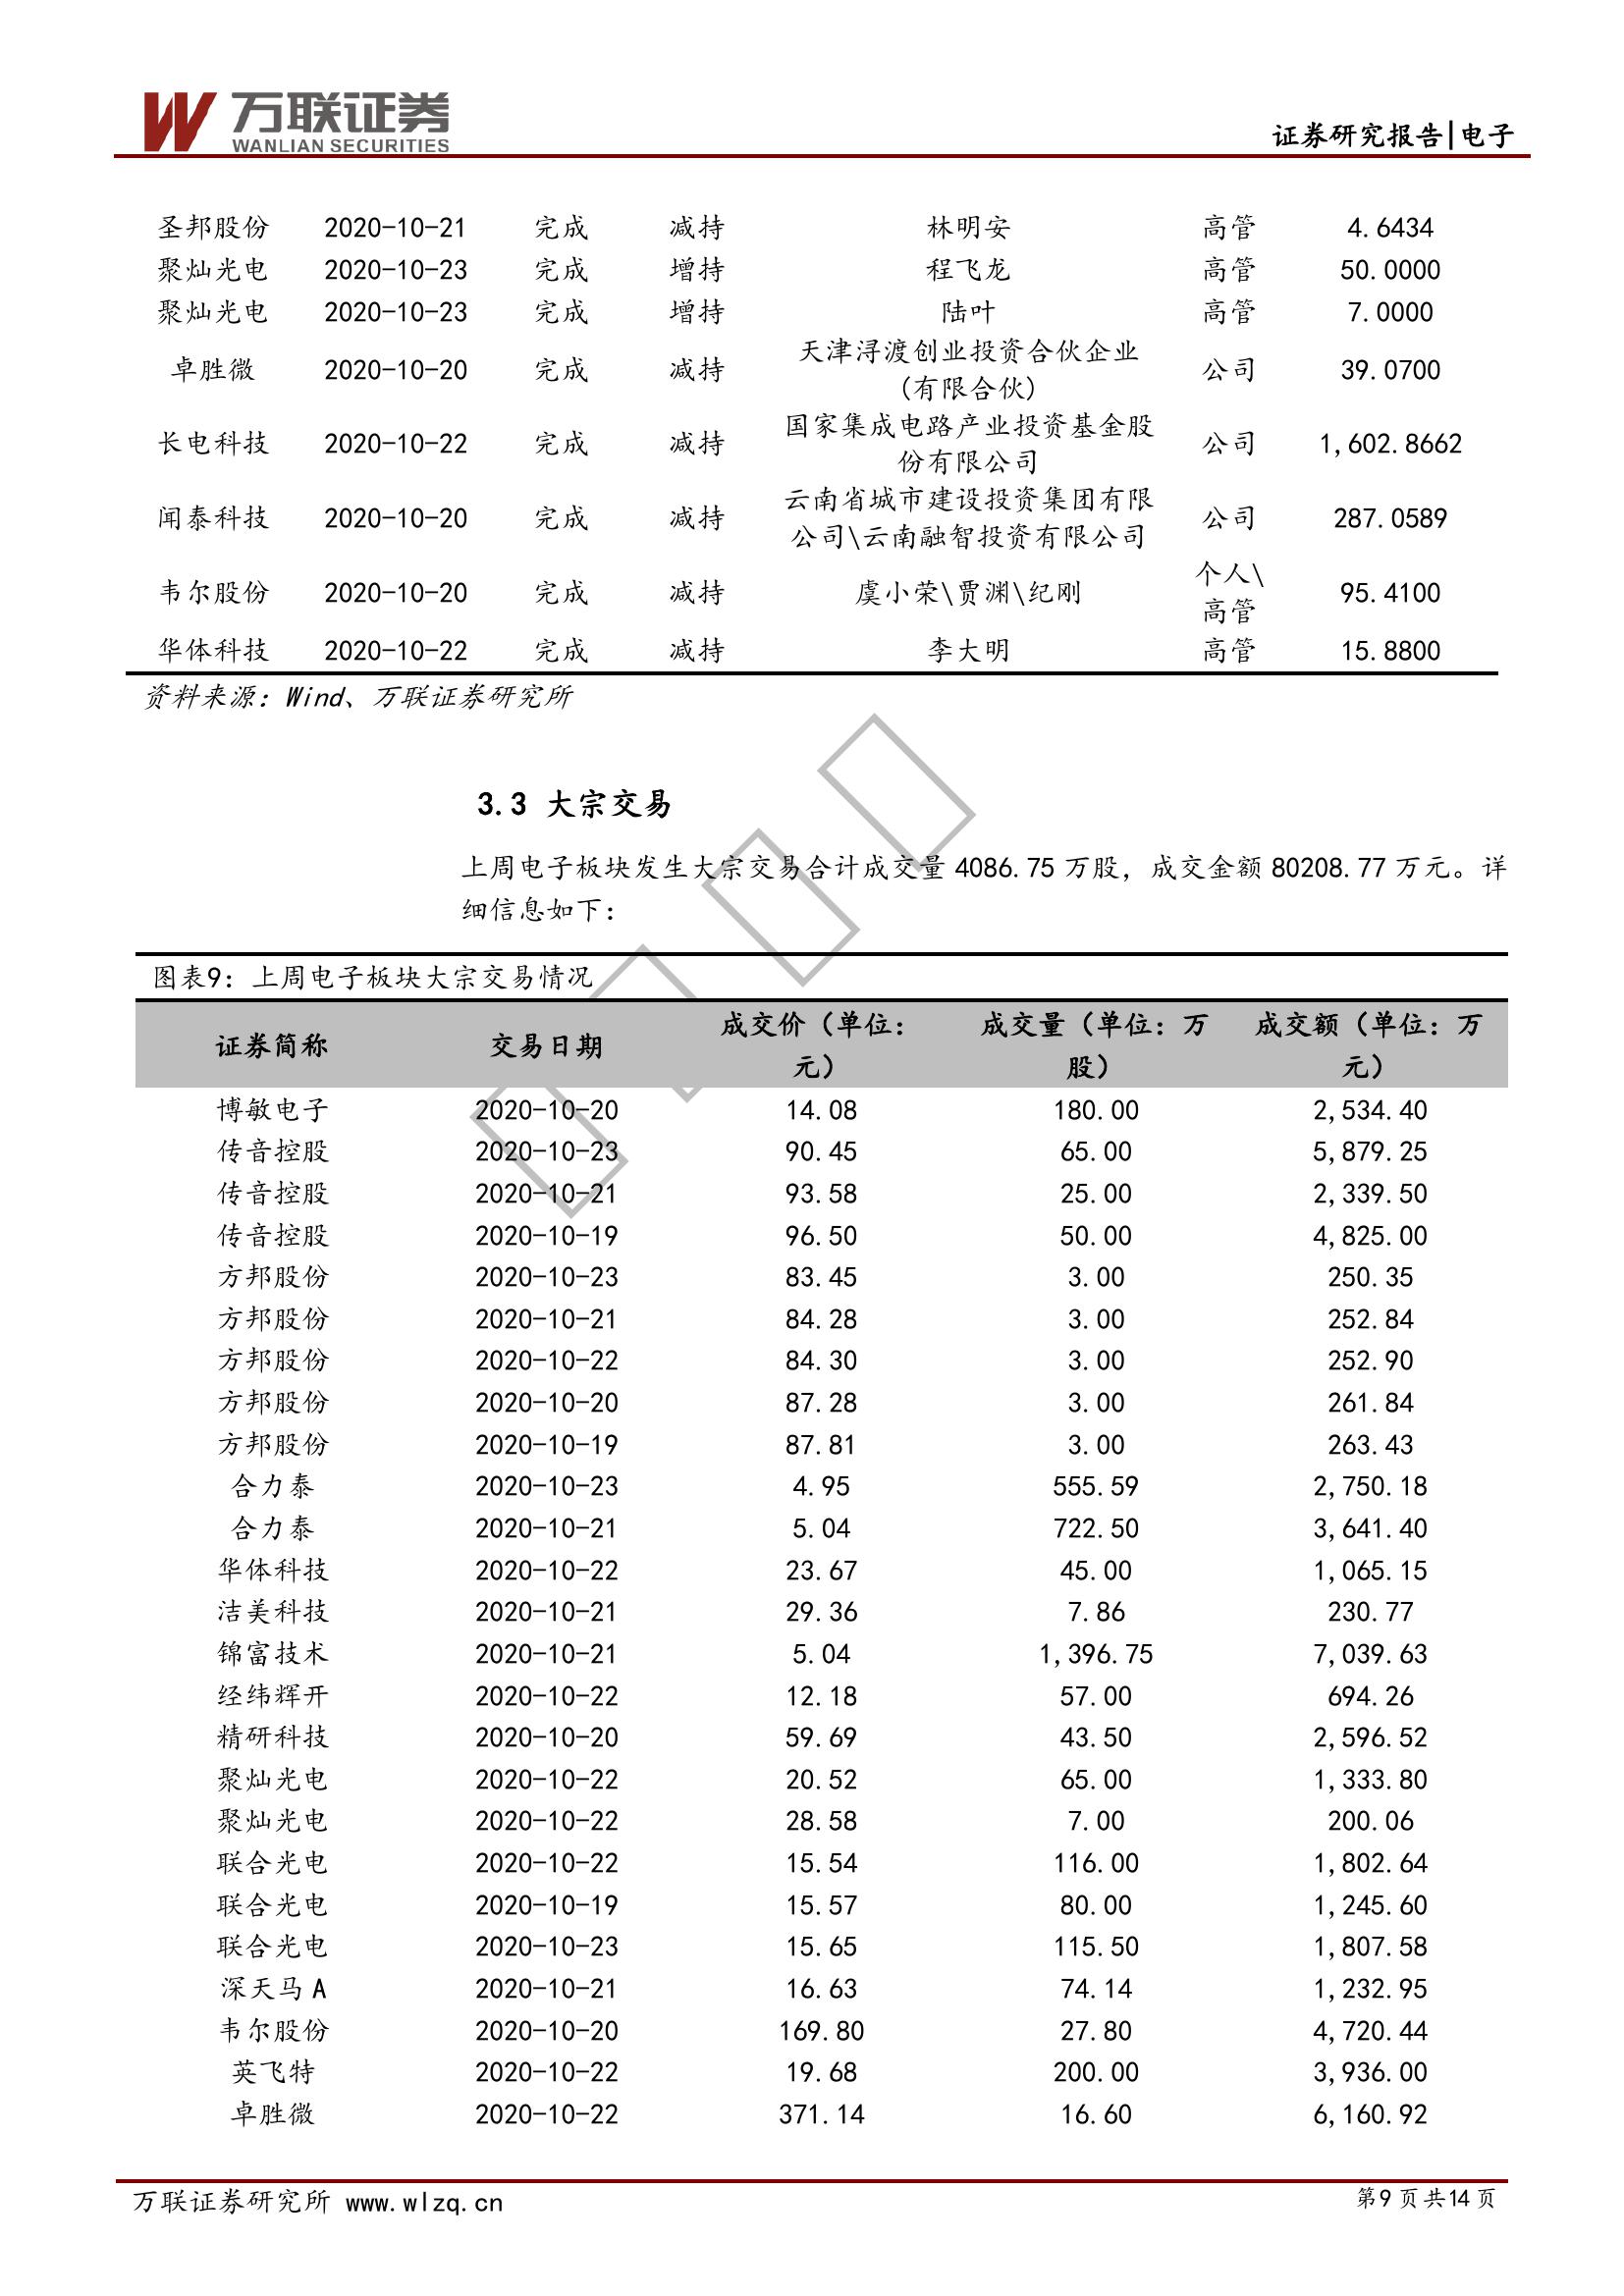 万联证券
WANLIAN SECURITIES
证券研究报告|电子
圣邦股份 2020-10-21 完成 减持 林明安 高管 4.6434
聚灿光电 2020-10-23 完成 增持 程飞龙 高管 50.0000
聚灿光电 2020-10-23 完成 增持 陆叶 高管 7.0000
卓胜微 2020-10-20 完成 减持 天津浔渡创业投资合伙企业
(有限合伙) 公司 39.0700
长电科技 2020-10-22 完成 减持 国家集成电路产业投资基金股
份有限公司 公司 1,602.8662
闻泰科技 2020-10-20 完成 减持 云南省城市建设投资集团有限
公司\云南融智投资有限公司 公司 287.0589
韦尔股份 2020-10-20 完成 减持 虞小荣\贾渊\纪刚 个人\
高管 95.4100
华体科技 2020-10-22 完成 减持 李大明 高管 15.8800
资料来源：Wind、万联证券研究所
3.3 大宗交易
上周电子板块发生大宗交易合计成交量 4086.75 万股，成交金额 80208.77 万元。详
细信息如下：
图表9：上周电子板块大宗交易情况
证券简称 交易日期 成交价（单位： 成交量（单位：万 成交额（单位：万
元） 股） 元）
博敏电子 2020-10-20 14.08 180.00 2,534.40
传音控股 2020-10-23 90.45 65.00 5,879.25
传音控股 2020-10-21 93.58 25.00 2,339.50
传音控股 2020-10-19 96.50 50.00 4,825.00
方邦股份 2020-10-23 83.45 3.00 250.35
方邦股份 2020-10-21 84.28 3.00 252.84
方邦股份 2020-10-22 84.30 3.00 252.90
方邦股份 2020-10-20 87.28 3.00 261.84
方邦股份 2020-10-19 87.81 3.00 263.43
合力泰 2020-10-23 4.95 555.59 2,750.18
合力泰 2020-10-21 5.04 722.50 3,641.40
华体科技 2020-10-22 23.67 45.00 1,065.15
洁美科技 2020-10-21 29.36 7.86 230.77
锦富技术 2020-10-21 5.04 1,396.75 7,039.63
经纬辉开 2020-10-22 12.18 57.00 694.26
精研科技 2020-10-20 59.69 43.50 2,596.52
聚灿光电 2020-10-22 20.52 65.00 1,333.80
聚灿光电 2020-10-22 28.58 7.00 200.06
联合光电 2020-10-22 15.54 116.00 1,802.64
联合光电 2020-10-19 15.57 80.00 1,245.60
联合光电 2020-10-23 15.65 115.50 1,807.58
深天马 A 2020-10-21 16.63 74.14 1,232.95
韦尔股份 2020-10-20 169.80 27.80 4,720.44
英飞特 2020-10-22 19.68 200.00 3,936.00
卓胜微 2020-10-22 371.14 16.60 6,160.92
万联证券研究所 www.wlzq.cn
第 9 页 共 14 页